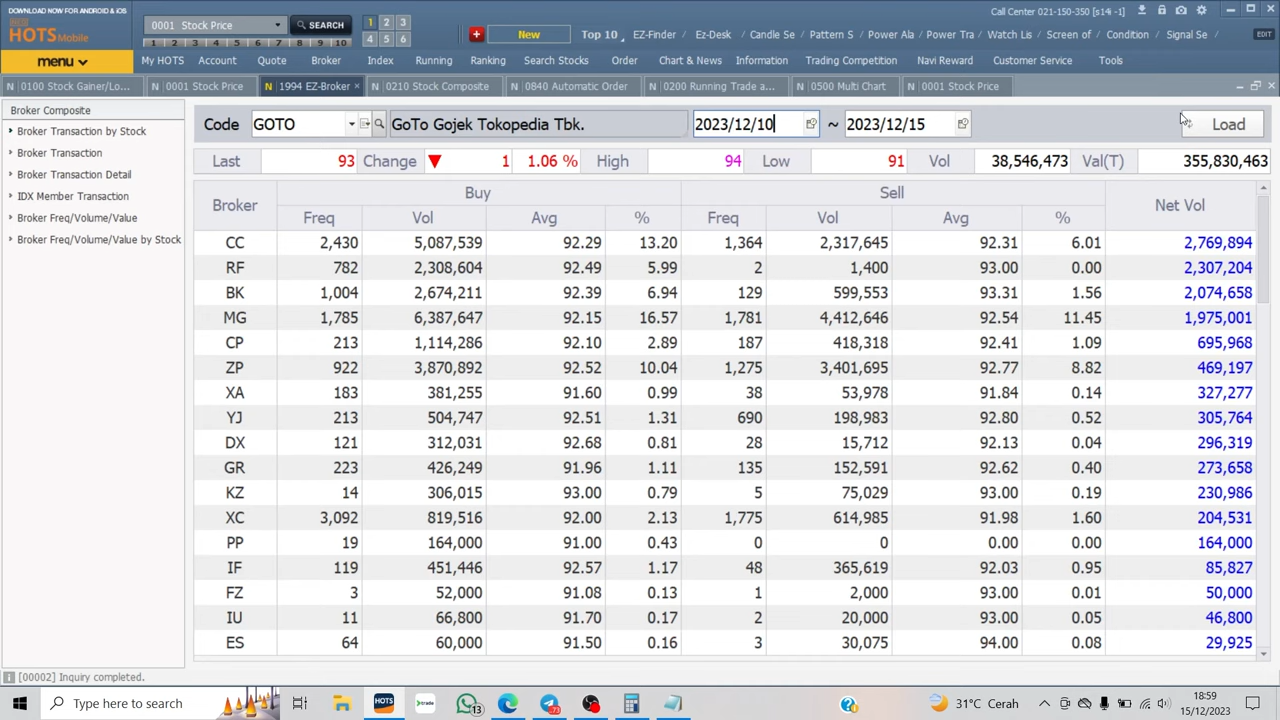 DOWNLOAD NOW FOR ANDROID & iOS
HOTS Mobile
0001 Stock Price SEARCH 1 2 3
1 2 3 4 5 6 7 8 9 10 4 5 6
New Top 10 EZ-Finder Ez-Desk Candle Se Pattern S Power Ala Power Tra Watch Lis Screen of Condition Signal Se EDIT
Call Center 021-150-350 [s14i -1]
menu My HOTS Account Quote Broker Index Running Ranking Search Stocks Order Chart & News Information Trading Competition Navi Reward Customer Service Tools
N 0100 Stock Gainer/Lo... N 0001 Stock Price N 1994 EZ-Broker × N 0210 Stock Composite N 0840 Automatic Order N 0200 Running Trade a... N 0500 Multi Chart N 0001 Stock Price
Broker Composite
Broker Transaction by Stock
Broker Transaction
Broker Transaction Detail
IDX Member Transaction
Broker Freq/Volume/Value
Broker Freq/Volume/Value by Stock
Code GOTO GoTo Gojek Tokopedia Tbk. 2023/12/10 ~ 2023/12/15 Load
Last 93 Change ▼ 1 1.06 % High 94 Low 91 Vol 38,546,473 Val(T) 355,830,463
Broker Buy Sell Net Vol
Freq Vol Avg % Freq Vol Avg %
CC 2,430 5,087,539 92.29 13.20 1,364 2,317,645 92.31 6.01 2,769,894
RF 782 2,308,604 92.49 5.99 2 1,400 93.00 0.00 2,307,204
BK 1,004 2,674,211 92.39 6.94 129 599,553 93.31 1.56 2,074,658
MG 1,785 6,387,647 92.15 16.57 1,781 4,412,646 92.54 11.45 1,975,001
CP 213 1,114,286 92.10 2.89 187 418,318 92.41 1.09 695,968
ZP 922 3,870,892 92.52 10.04 1,275 3,401,695 92.77 8.82 469,197
XA 183 381,255 91.60 0.99 38 53,978 91.84 0.14 327,277
YJ 213 504,747 92.51 1.31 690 198,983 92.80 0.52 305,764
DX 121 312,031 92.68 0.81 28 15,712 92.13 0.04 296,319
GR 223 426,249 91.96 1.11 135 152,591 92.62 0.40 273,658
KZ 14 306,015 93.00 0.79 5 75,029 93.00 0.19 230,986
XC 3,092 819,516 92.00 2.13 1,775 614,985 91.98 1.60 204,531
PP 19 164,000 91.00 0.43 0 0 0.00 0.00 164,000
IF 119 451,446 92.57 1.17 48 365,619 92.03 0.95 85,827
FZ 3 52,000 91.08 0.13 1 2,000 93.00 0.01 50,000
IU 11 66,800 91.70 0.17 2 20,000 93.00 0.05 46,800
ES 64 60,000 91.50 0.16 3 30,075 94.00 0.08 29,925
[00002] Inquiry completed.
Type here to search HOTS trade 13 73 31°C Cerah 18:59
15/12/2023